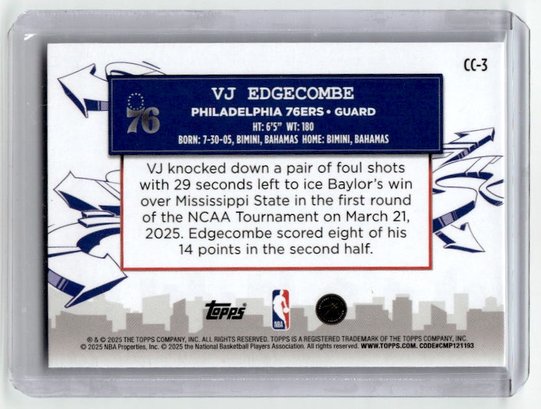 CC-3
VJ EDGECOMBE
76
PHILADELPHIA 76ERS • GUARD
HT: 6'5" WT: 180
BORN: 7-30-05, BIMINI, BAHAMAS HOME: BIMINI, BAHAMAS
VJ knocked down a pair of foul shots
with 29 seconds left to ice Baylor's win
over Mississippi State in the first round
of the NCAA Tournament on March 21,
2025. Edgecombe scored eight of his
14 points in the second half.
Topps
NBA
® & © 2025 THE TOPPS COMPANY, INC. ALL RIGHTS RESERVED. TOPPS IS A REGISTERED TRADEMARK OF THE TOPPS COMPANY, INC.
© 2025 NBA Properties, Inc. © 2025 the National Basketball Players Association. All rights reserved. WWW.TOPPS.COM. CODE#CMP121193